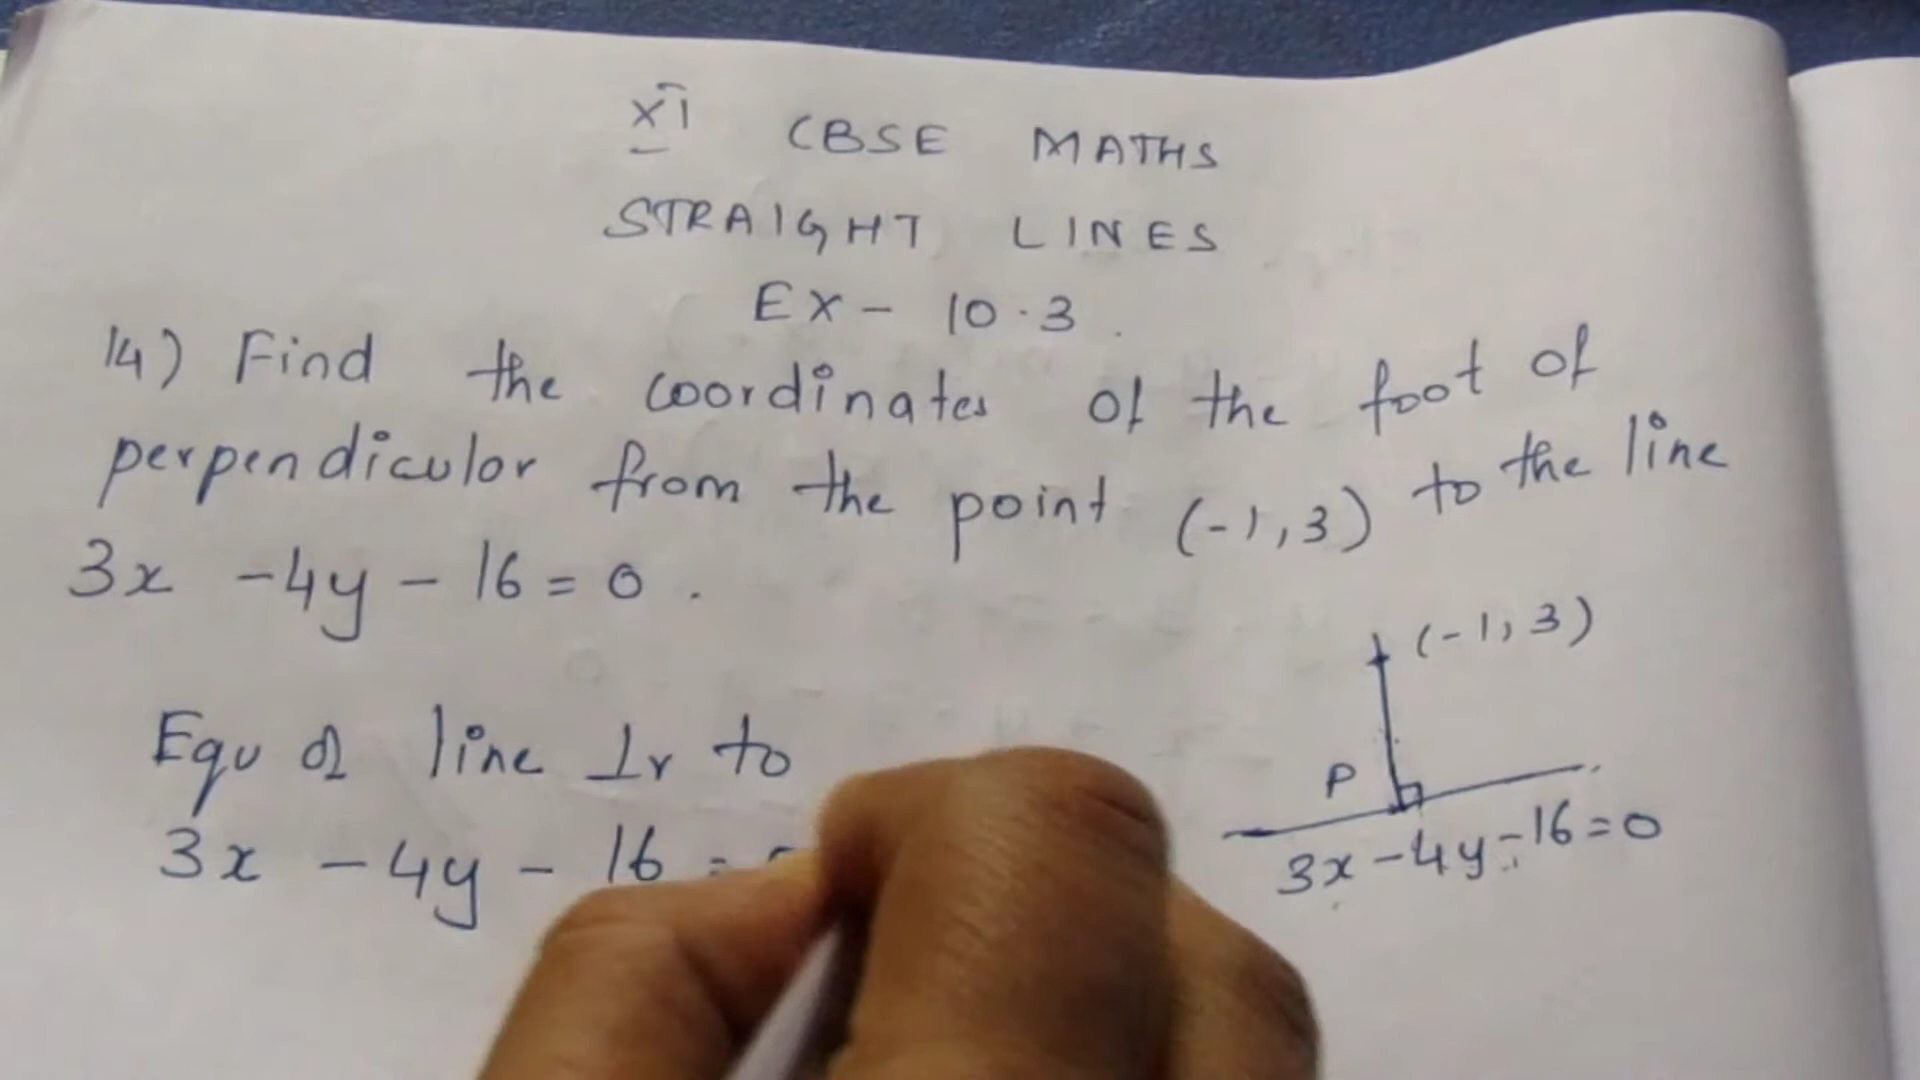 XI CBSE MATHS
STRAIGHT LINES
EX - 10.3.
14) Find the coordinates of the foot of
perpendicular from the point (-1,3) to the line
3x -4y - 16 = 0.
(-1,3)
P
3x-4y-16=0
Equ of line ⊥r to
3x - 4y - 16 =